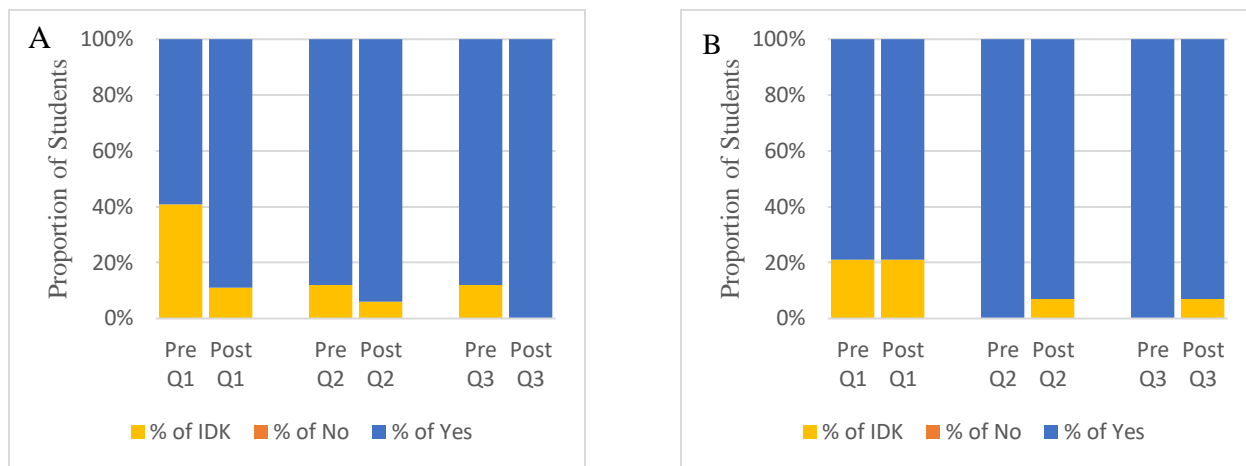 A
Proportion of Students
100%
80%
60%
40%
20%
0%
Pre Post Pre Post Pre Post
Q1 Q1 Q2 Q2 Q3 Q3
% of IDK % of No % of Yes
B
Proportion of Students
100%
80%
60%
40%
20%
0%
Pre Post Pre Post Pre Post
Q1 Q1 Q2 Q2 Q3 Q3
% of IDK % of No % of Yes